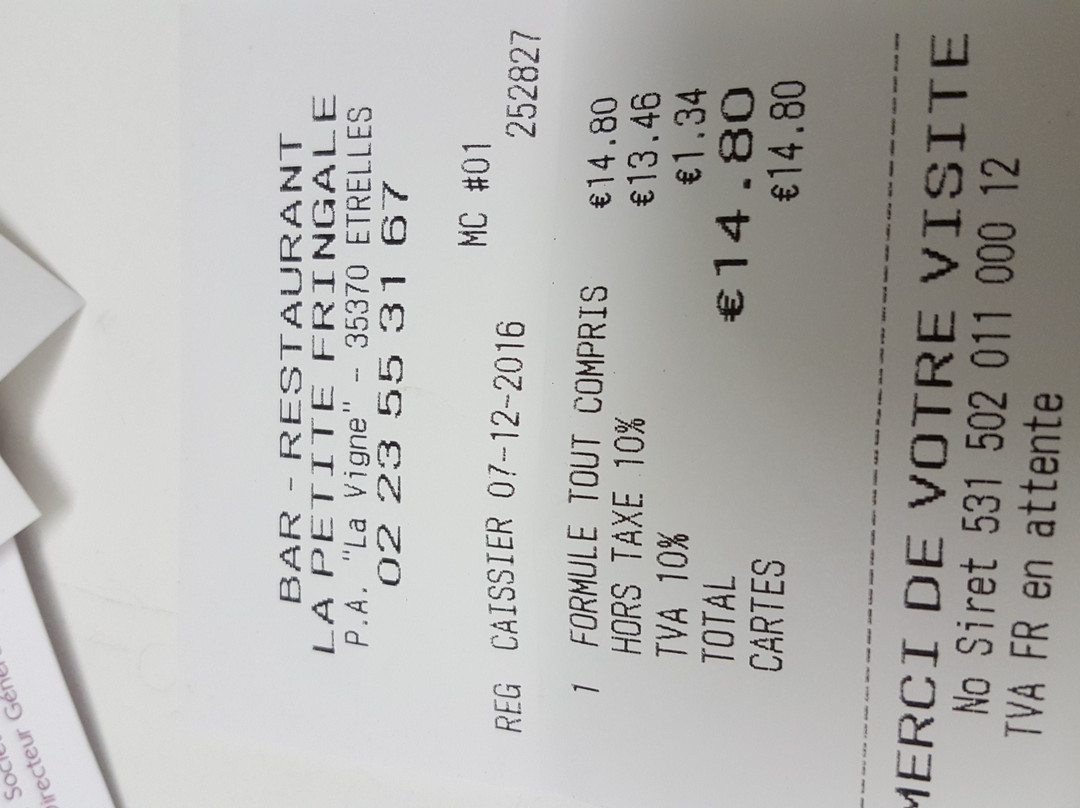 BAR - RESTAURANT
LA PETITE FRINGALE
P.A. "La Vigne" - 35370 ETRELLES
02 23 55 31 67
MC #01
REG CAISSIER 07-12-2016 252827
1 FORMULE TOUT COMPRIS €14.80
HORS TAXE 10% €13.46
TVA 10% €1.34
TOTAL €14.80
CARTES €14.80
MERCI DE VOTRE VISITE
No Siret 531 502 011 000 12
TVA FR en attente